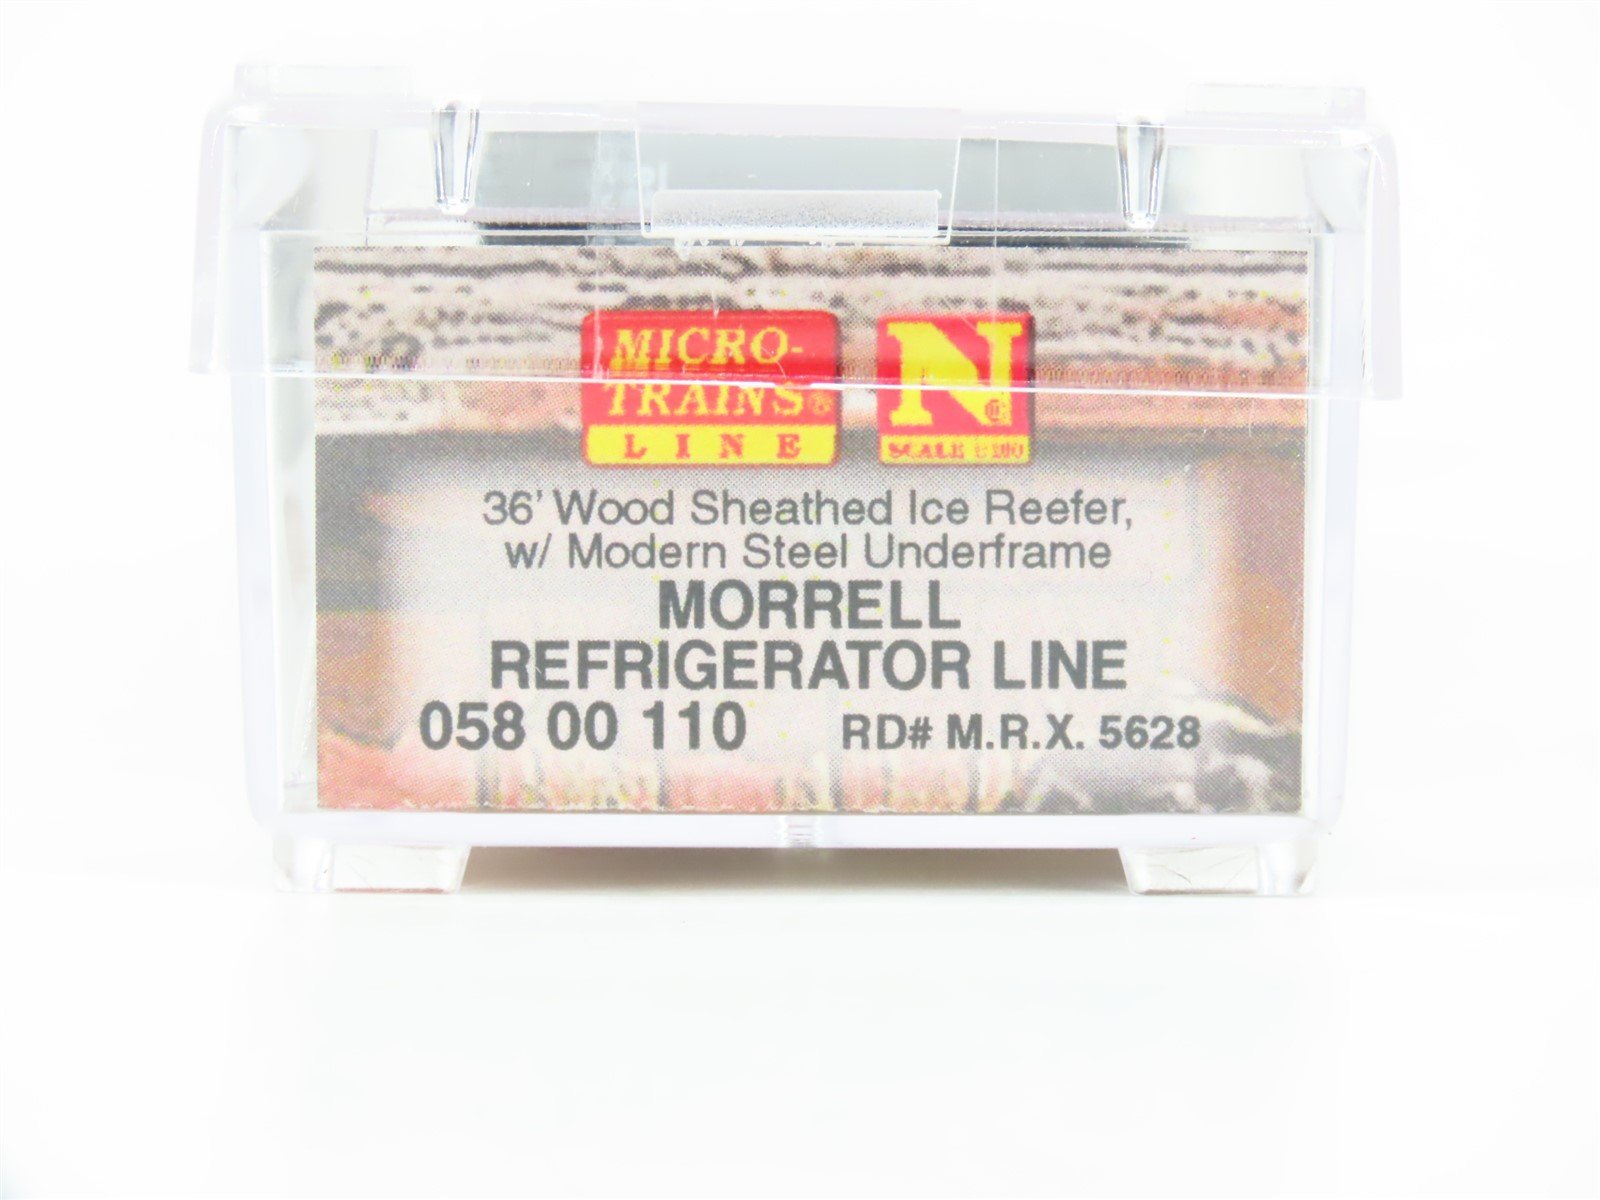 MICRO-
TRAINS®
LINE
N
SCALE 1:160
36' Wood Sheathed Ice Reefer,
w/ Modern Steel Underframe
MORRELL
REFRIGERATOR LINE
058 00 110 RD# M.R.X. 5628